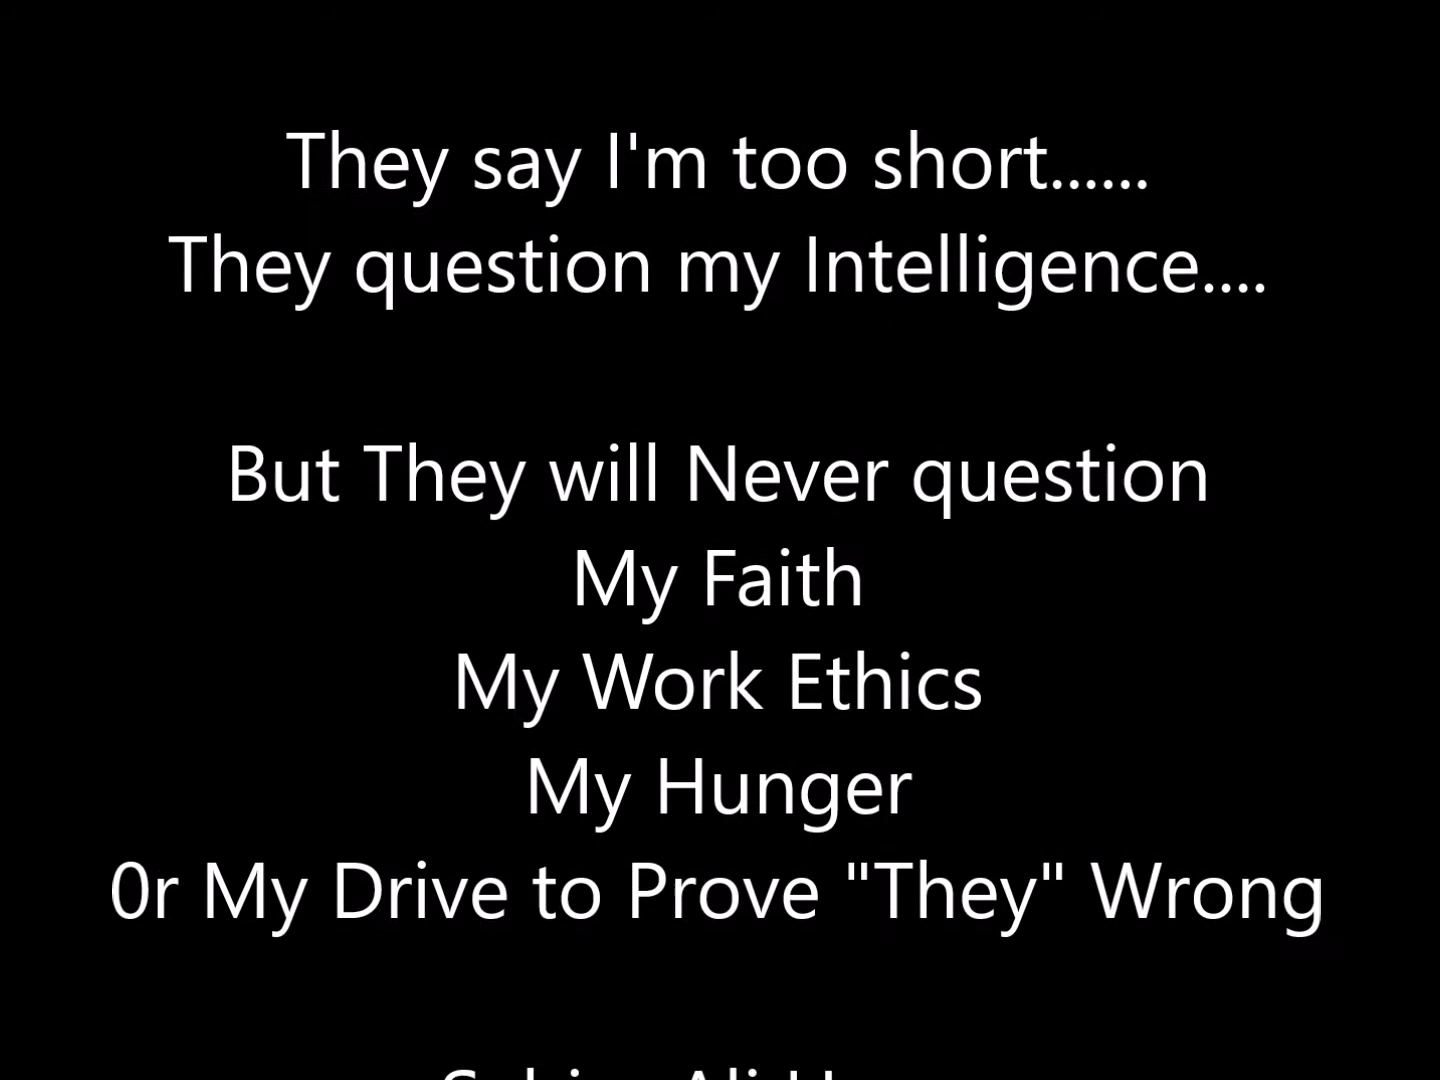 They say I'm too short......
They question my Intelligence....
But They will Never question
My Faith
My Work Ethics
My Hunger
0r My Drive to Prove "They" Wrong
Ali